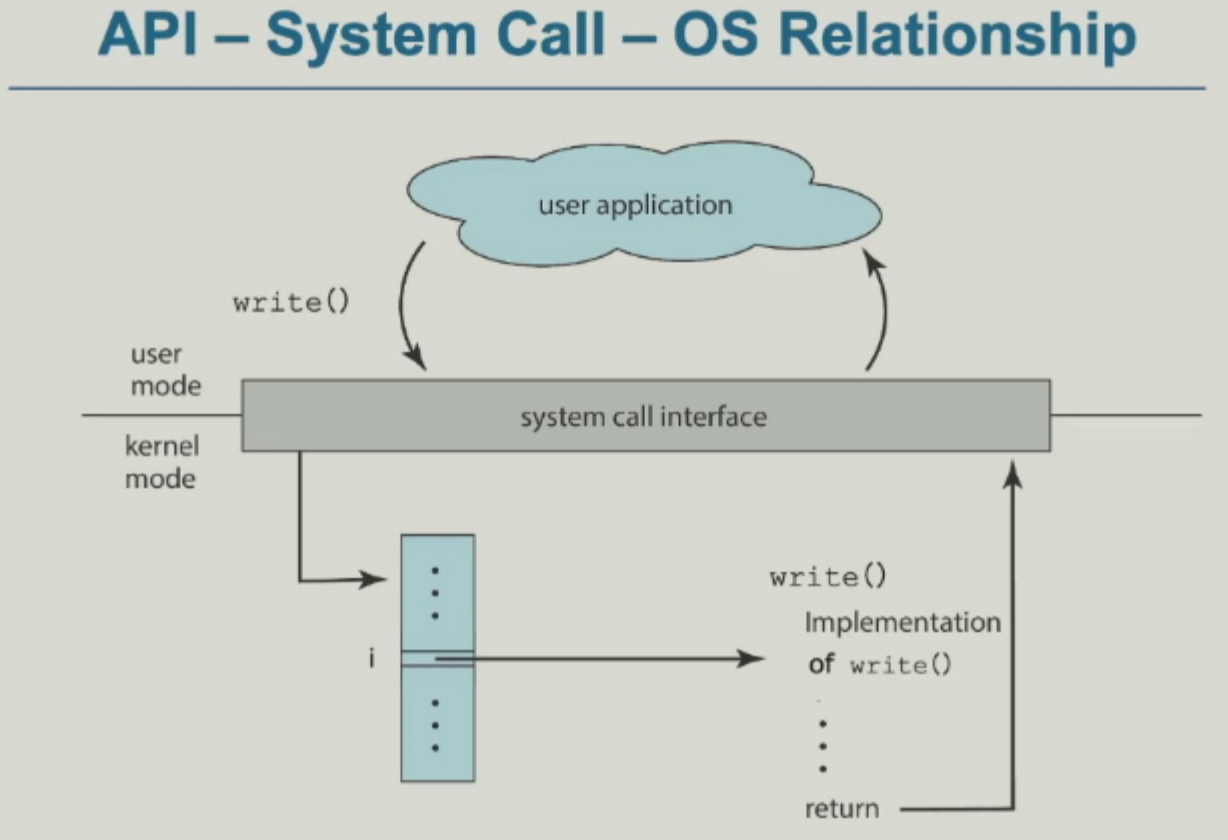 API – System Call – OS Relationship
user application
write()
user
mode
system call interface
kernel
mode
write()
Implementation
i
of write()
return